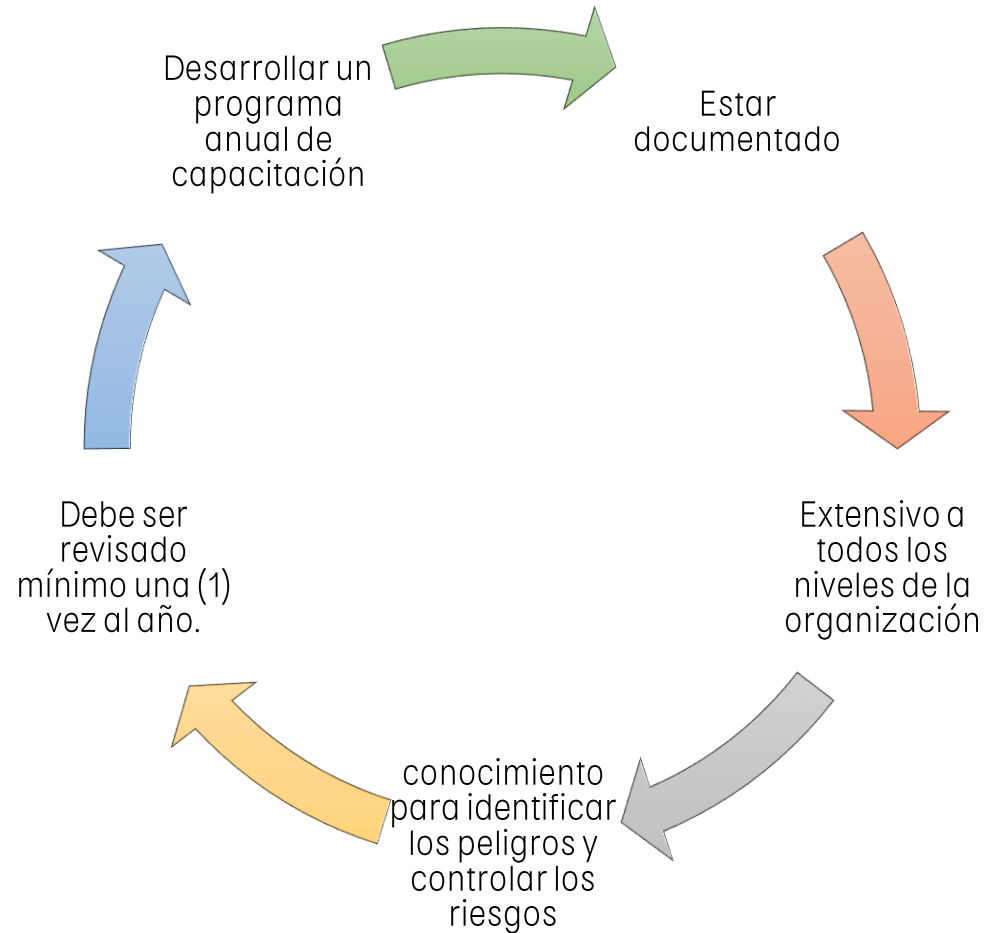 Desarrollar un
programa
anual de
capacitación
Estar
documentado
Extensivo a
todos los
niveles de la
organización
conocimiento
para identificar
los peligros y
controlar los
riesgos
Debe ser
revisado
mínimo una (1)
vez al año.